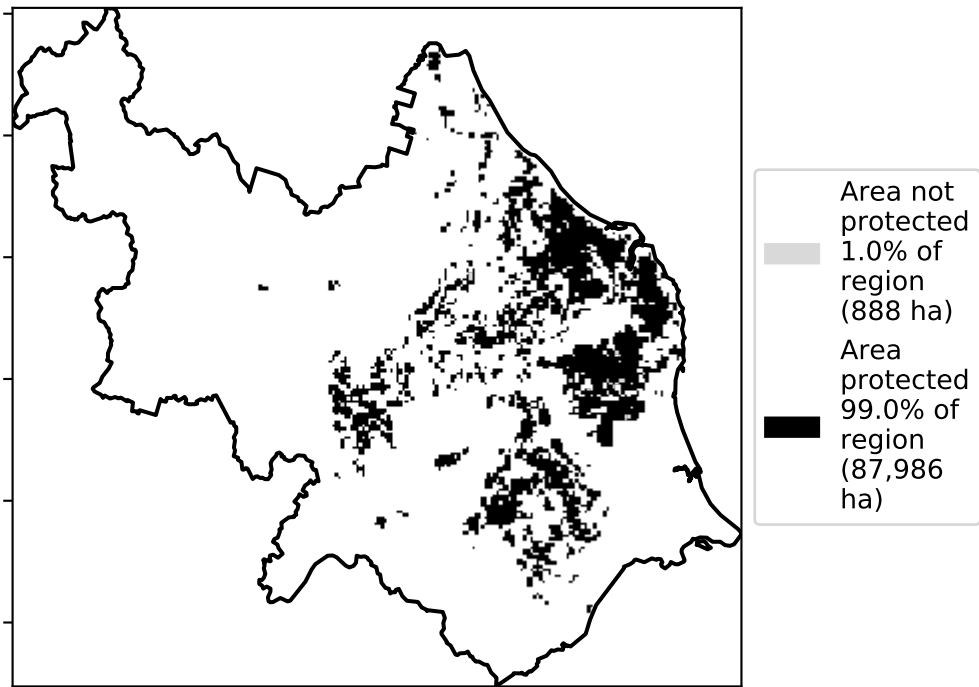 Area not
protected
1.0% of
region
(888 ha)
Area
protected
99.0% of
region
(87,986
ha)